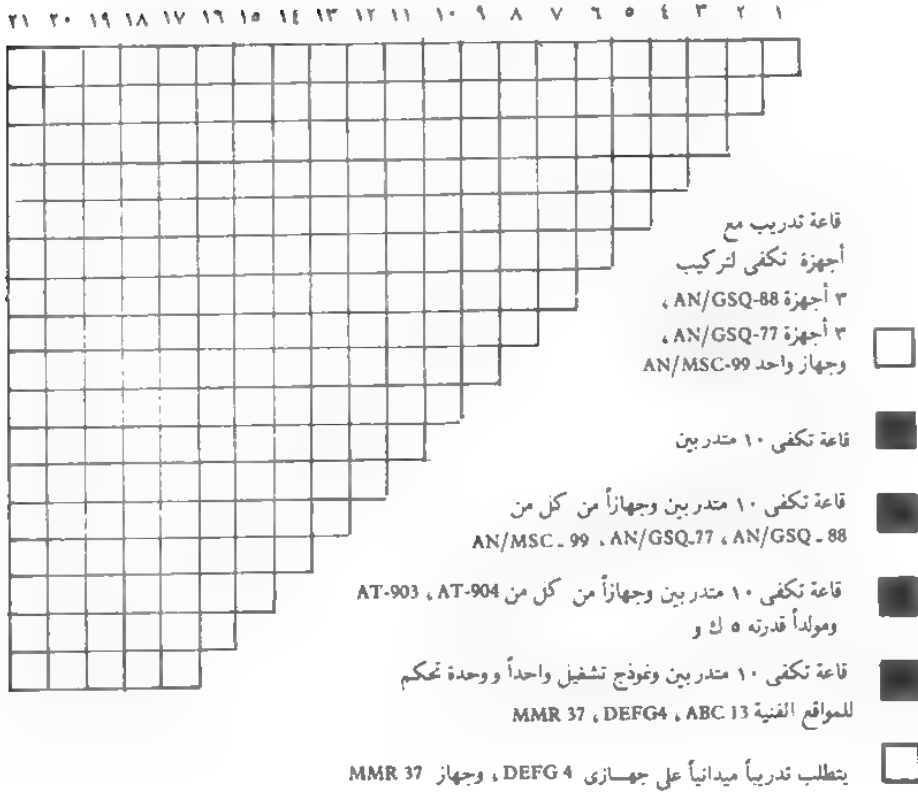 ٢١ ٢٠ ١٩ ١٨ ١٧ ١٦ ١٥ ١٤ ١٣ ١٢ ١١ ١٠ ٩ ٨ ٧ ٦ ٥ ٤ ٣ ٢ ١
قاعة تدريب مع
أجهزة تكفى لتركيب
٣ أجهزة AN/GSQ-88 ،
٣ أجهزة AN/GSQ-77 ،
وجهاز واحد AN/MSC-99
قاعة تكفى ١٠ متدربين
قاعة تكفى ١٠ متدربين وجهازاً من كل من
AN/GSQ - 88 ، AN/GSQ-77 ، AN/MSC - 99
قاعة تكفى ١٠ متدربين وجهازاً من كل من AT-904 ، AT-903
ومولداً قدرته ٥ ك و
قاعة تكفى ١٠ متدربين ونموذج تشغيل واحداً ووحدة تحكم
للمواقع الفنية ABC 13 ، DEFG4 ، MMR 37
يتطلب تدريباً ميدانياً على جهازى DEFG 4 ، وجهاز MMR 37